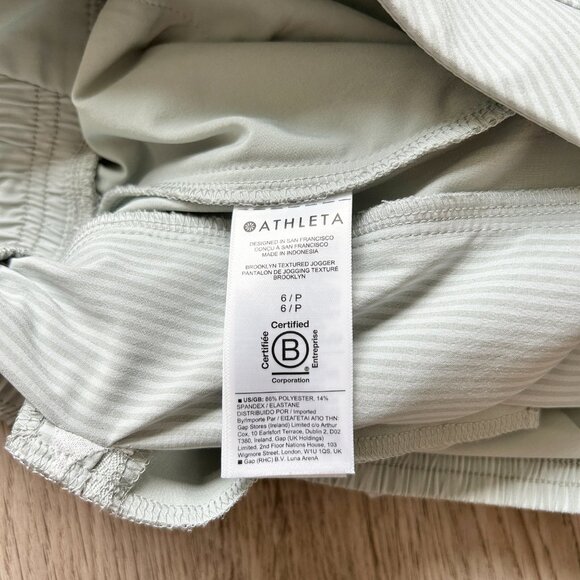 ATHLETA
DESIGNED IN SAN FRANCISCO
CONÇU À SAN FRANCISCO
MADE IN INDONESIA
BROOKLYN TEXTURED JOGGER
PANTALON DE JOGGING TEXTURÉ
BROOKLYN
6 / P
6 / P
Certified
Certifiée
B
Entreprise
Corporation
■ US/GB: 86% POLYESTER, 14%
SPANDEX / ELASTANE
DISTRIBUIDO POR / Imported
By/Importe Par / ΕΙΣΑΓΕΤΑΙ ΑΠΟ ΤΗΝ:
Gap Stores (Ireland) Limited c/o Arthur
Cox, 10 Earlsfort Terrace, Dublin 2, D02
T380, Ireland, Gap (UK Holdings)
Limited, 2nd Floor Nations House, 103
Wigmore Street, London, W1U 1QS, UK
■ Gap (RHC) B.V. Luna ArenA